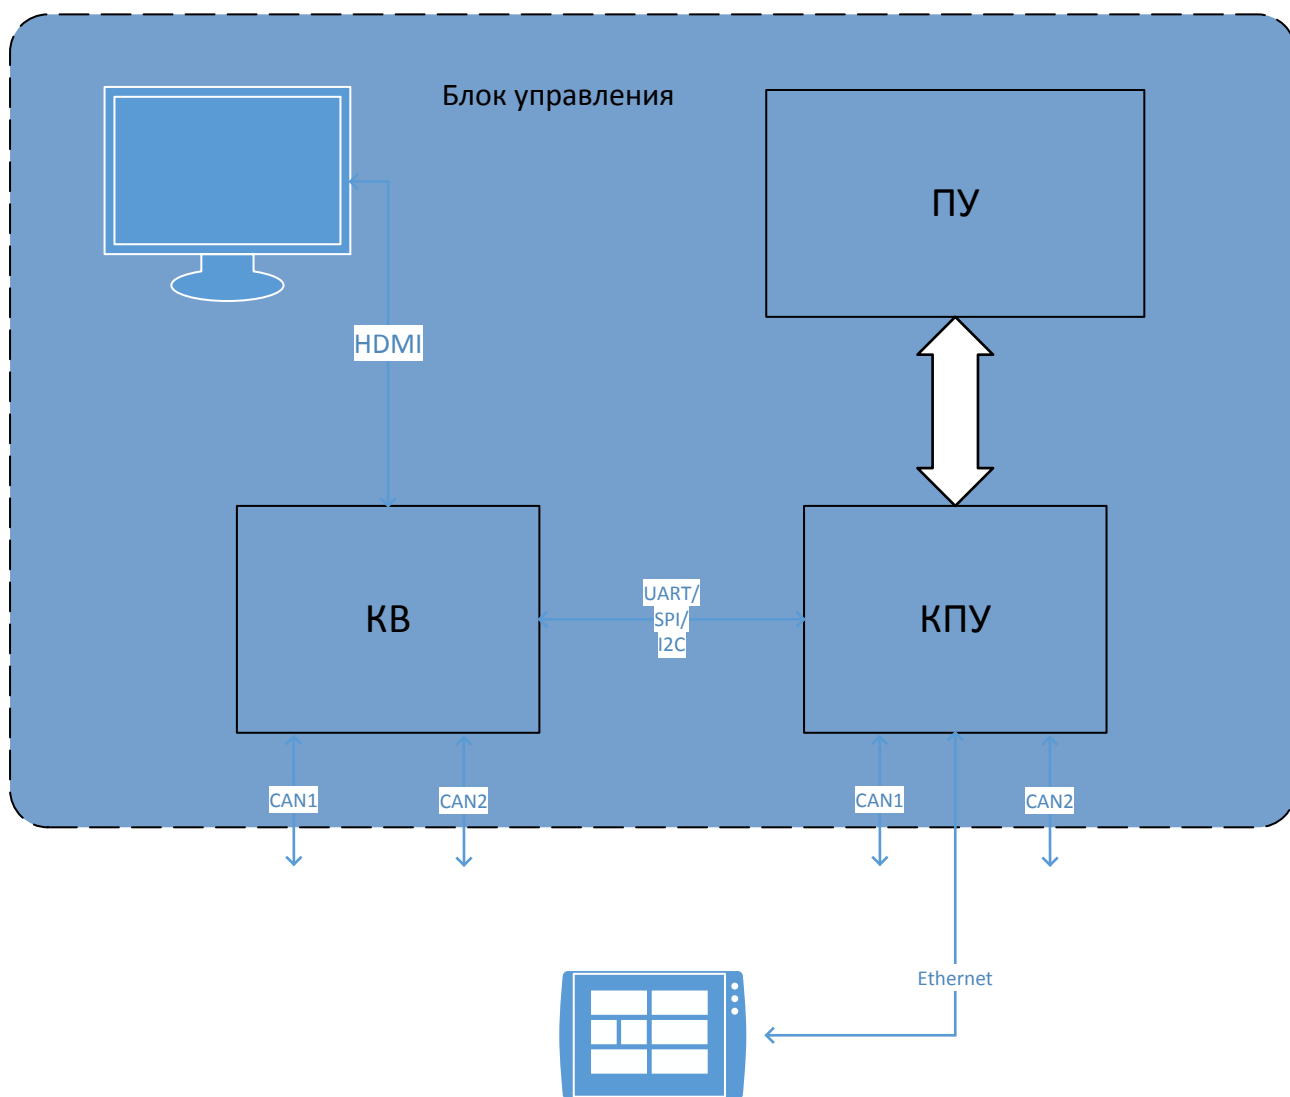 Блок управления
ПУ
HDMI
КВ
UART/
SPI/
I2C
КПУ
CAN1
CAN2
CAN1
CAN2
Ethernet